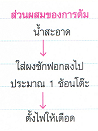 ส่วนผสมของการต้ม
น้ำสะอาด
ใส่ผงซักฟอกลงไป
ประมาณ 1 ช้อนโต๊ะ
ตั้งไฟให้เดือด